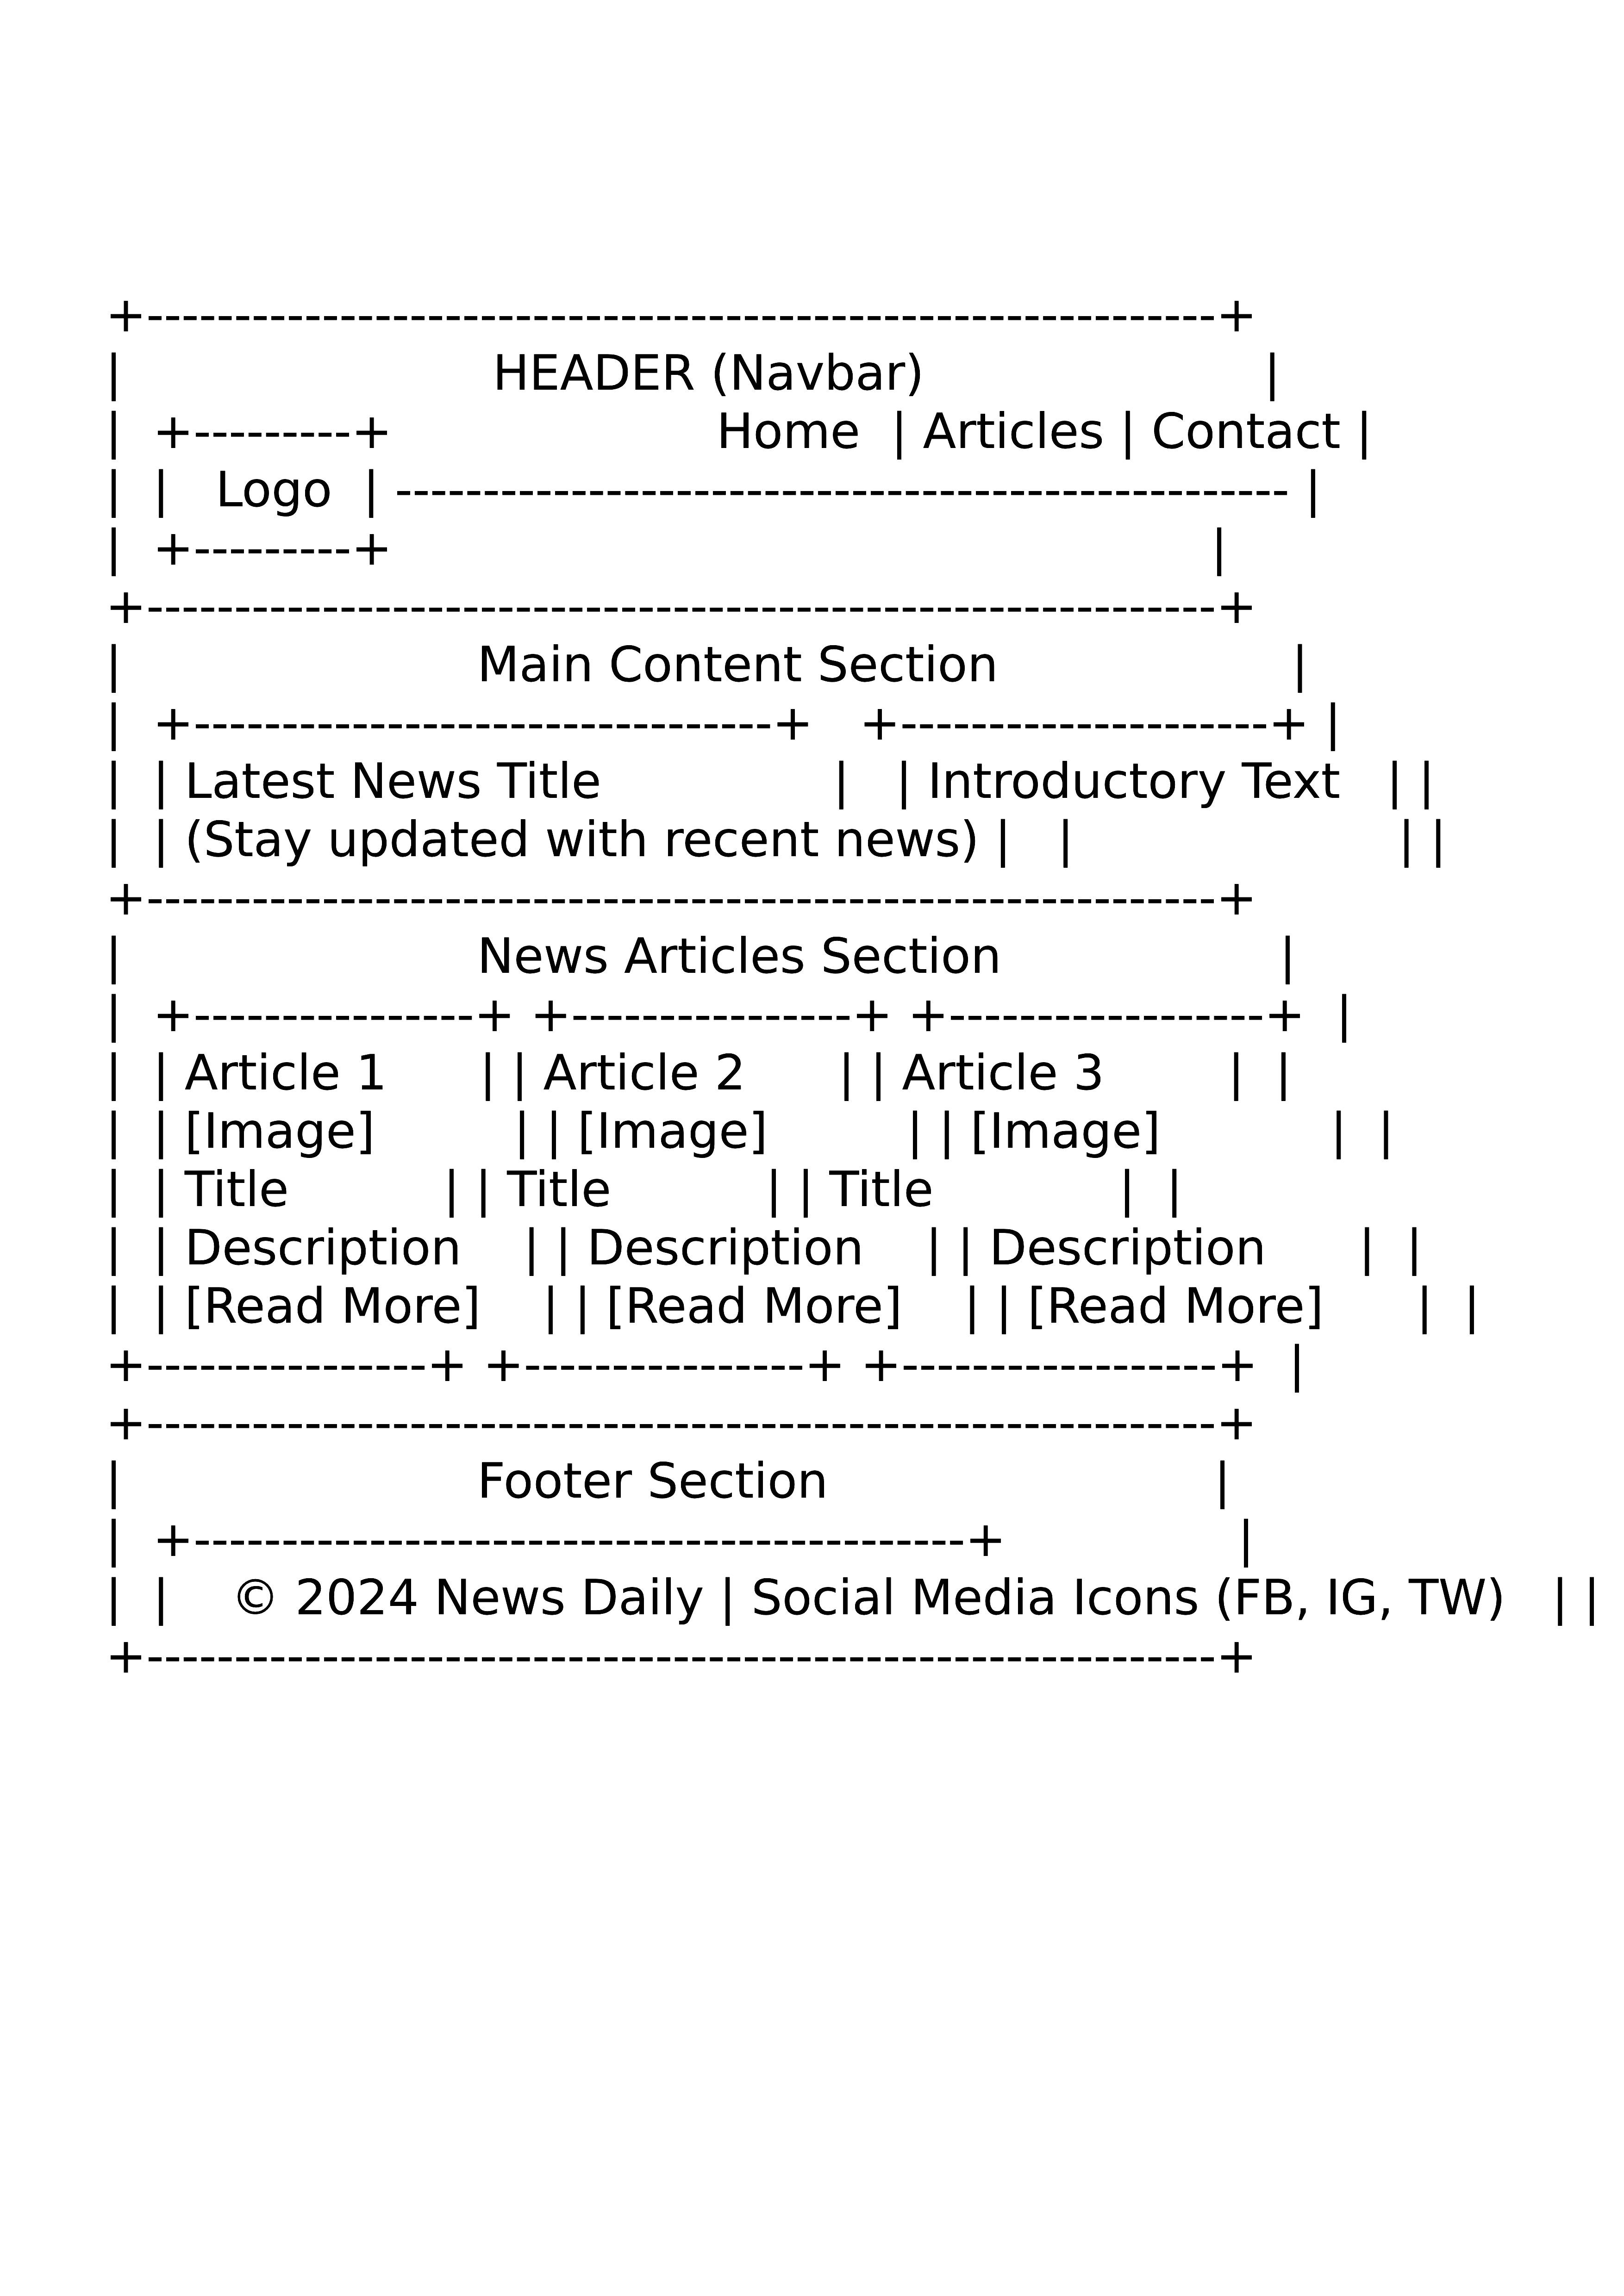 +-------------------------------------------------------------+
| HEADER (Navbar) |
| +---------+ Home | Articles | Contact |
| | Logo | --------------------------------------------------- |
| +---------+ |
+-------------------------------------------------------------+
| Main Content Section |
| +---------------------------------+ +---------------------+ |
| | Latest News Title | | Introductory Text | |
| | (Stay updated with recent news) | | | |
+-------------------------------------------------------------+
| News Articles Section |
| +----------------+ +----------------+ +------------------+ |
| | Article 1 | | Article 2 | | Article 3 | |
| | [Image] | | [Image] | | [Image] | |
| | Title | | Title | | Title | |
| | Description | | Description | | Description | |
| | [Read More] | | [Read More] | | [Read More] | |
+----------------+ +----------------+ +------------------+ |
+-------------------------------------------------------------+
| Footer Section |
| +--------------------------------------------+ |
| | © 2024 News Daily | Social Media Icons (FB, IG, TW) | |
+-------------------------------------------------------------+